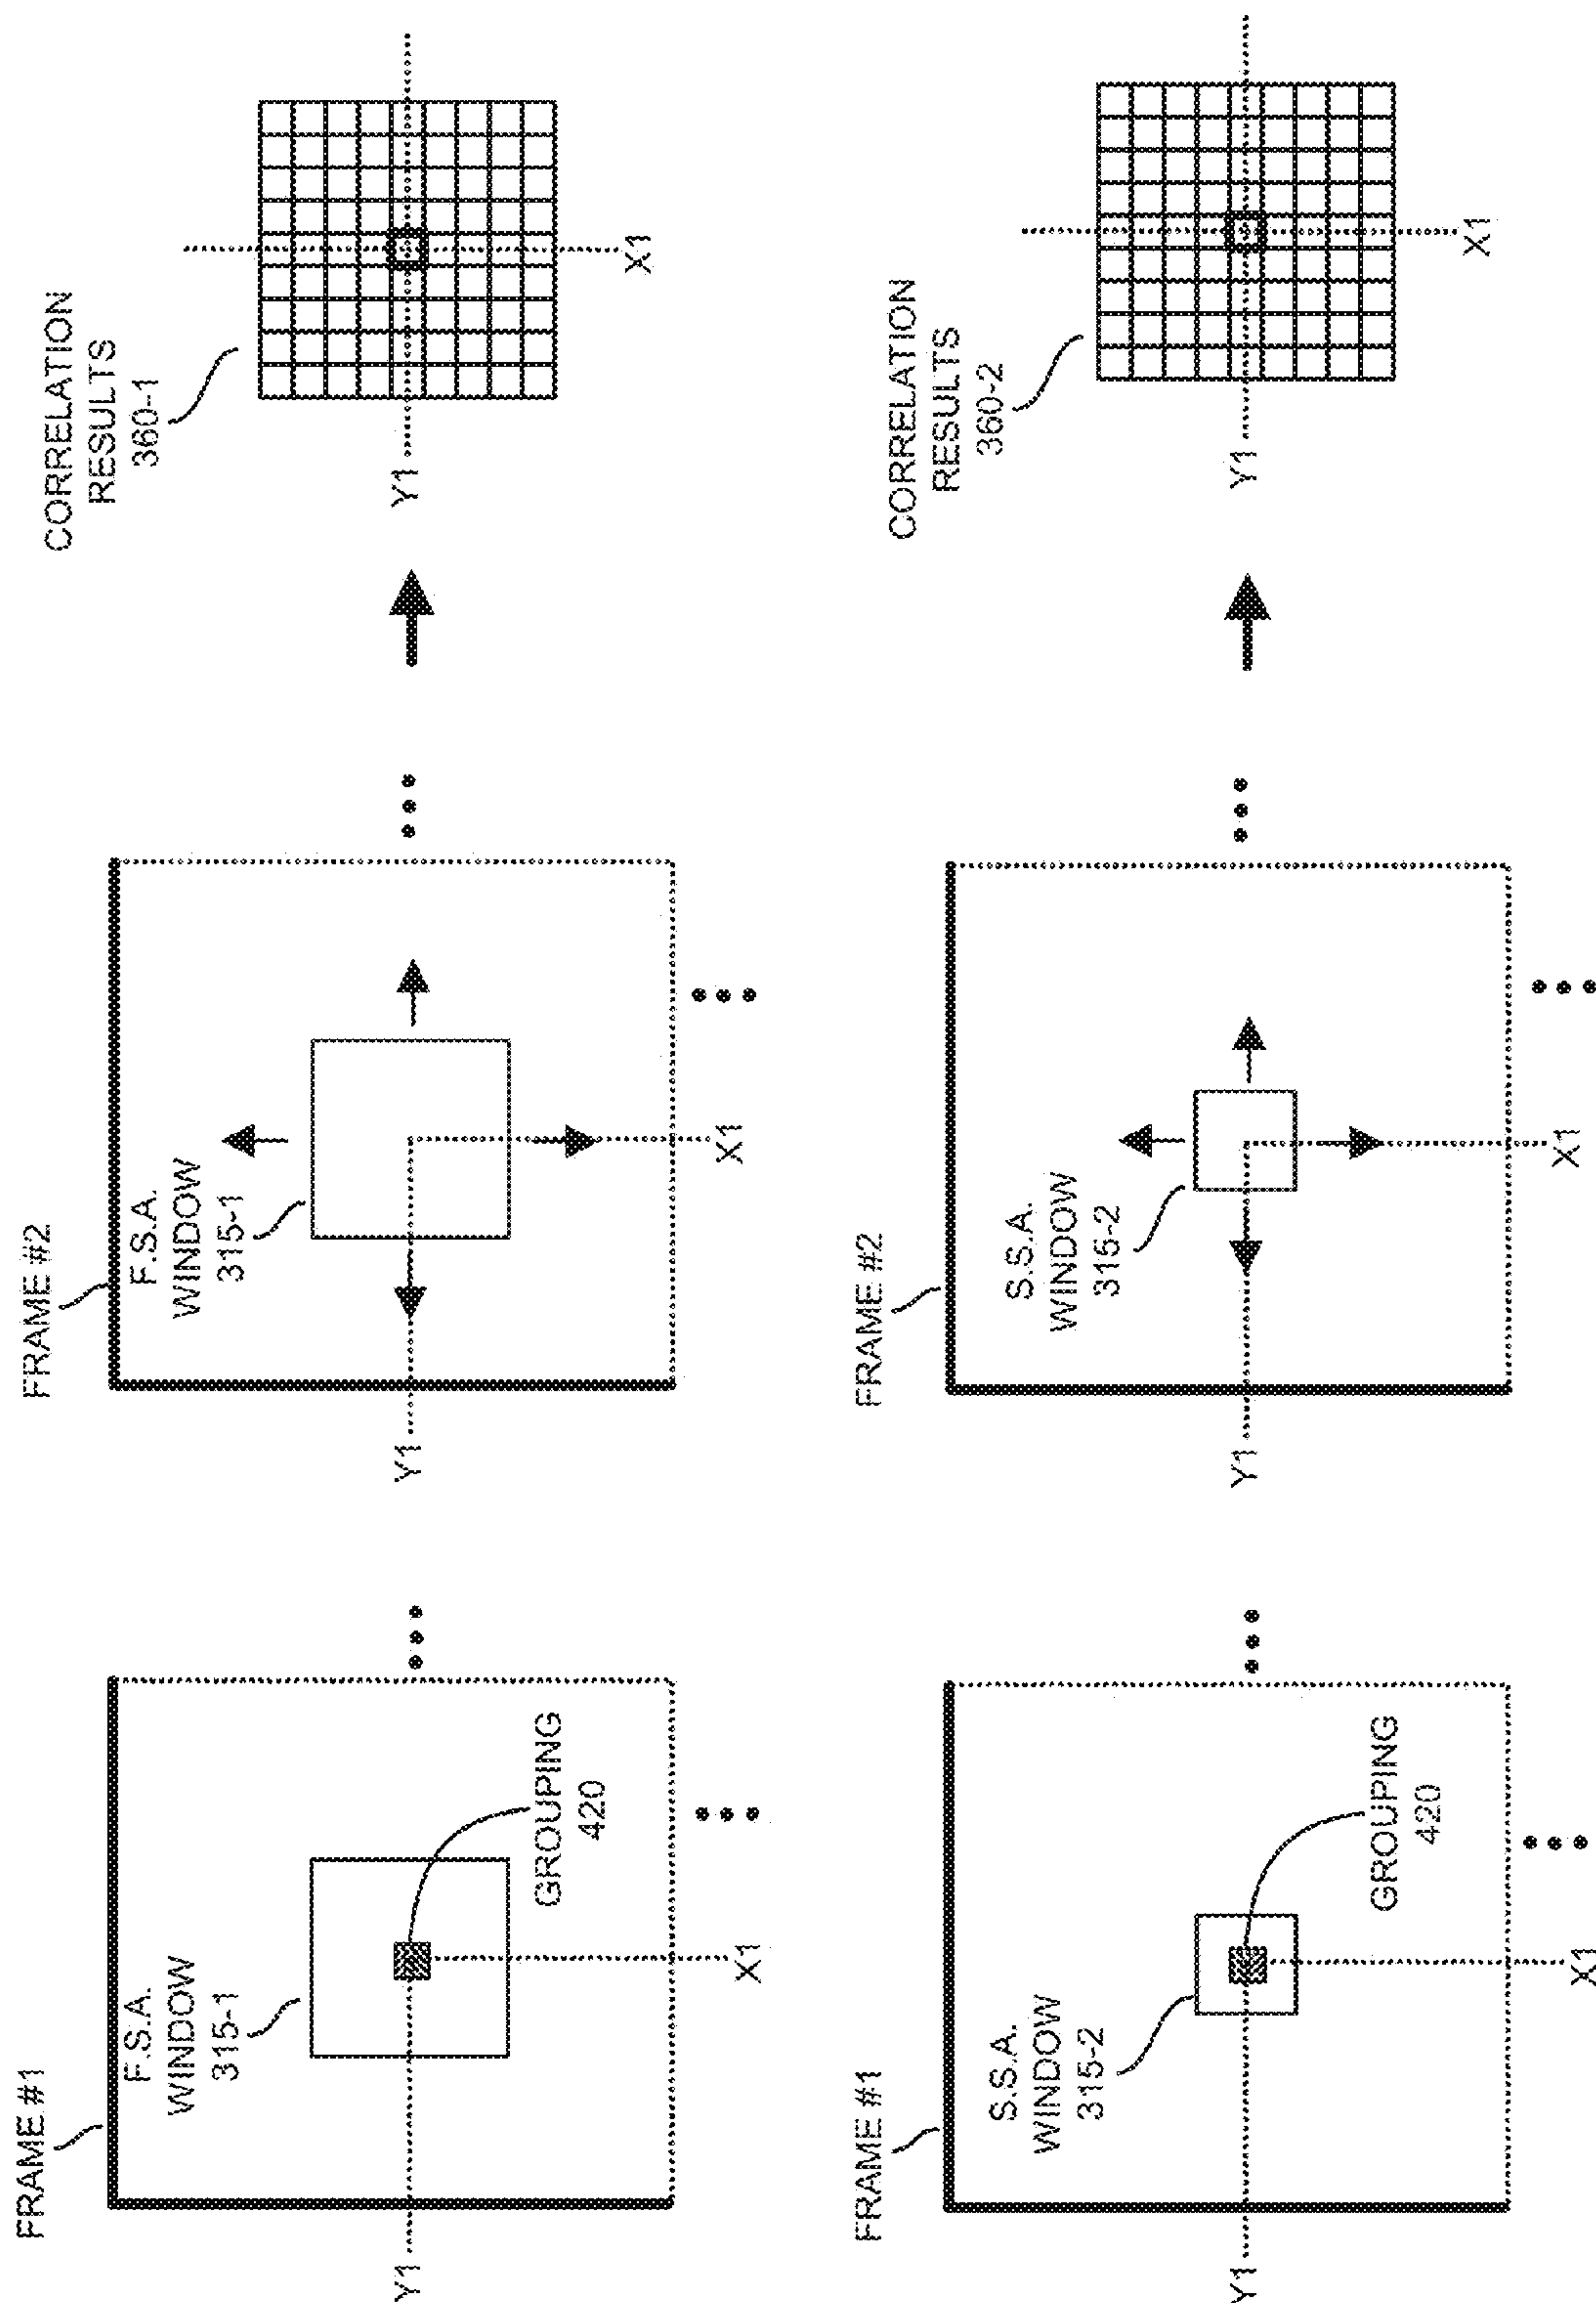 FRAME #1
F.S.A.
WINDOW
315-1
Y1
X1
GROUPING
420
FRAME #2
F.S.A.
WINDOW
315-1
Y1
X1
CORRELATION
RESULTS
360-1
Y1
X1
FRAME #1
S.S.A.
WINDOW
315-2
Y1
X1
GROUPING
420
FRAME #2
S.S.A.
WINDOW
315-2
Y1
X1
CORRELATION
RESULTS
360-2
Y1
X1